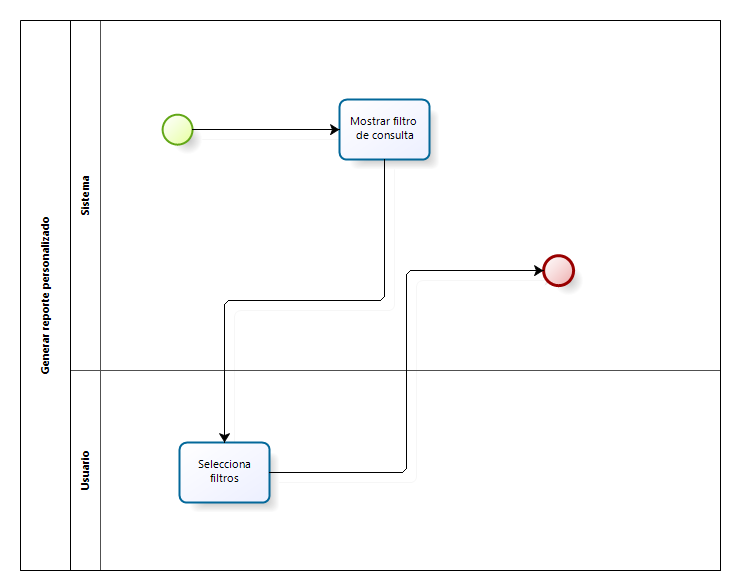 Generar reporte personalizado
Sistema
Mostrar filtro
de consulta
Usuario
Selecciona
filtros